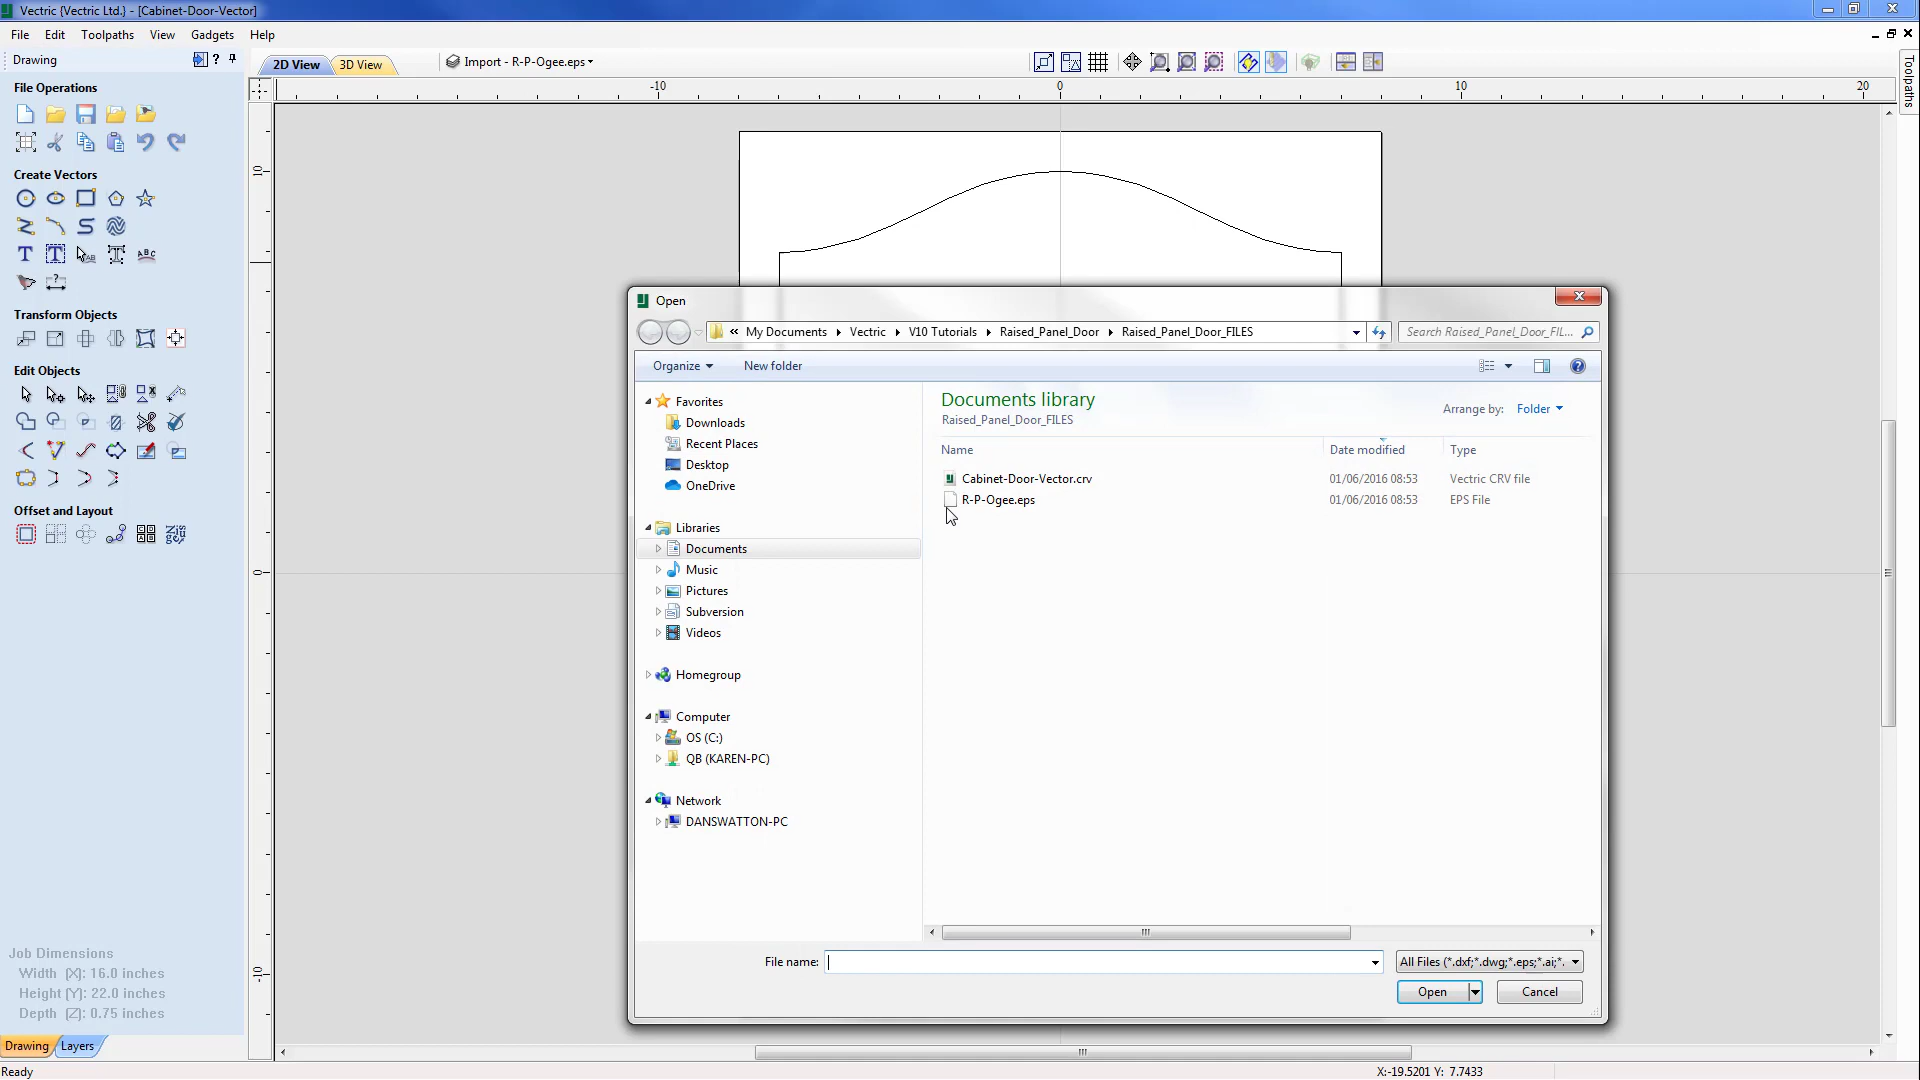 Vectric {Vectric Ltd.} - [Cabinet-Door-Vector]
File Edit Toolpaths View Gadgets Help
Drawing
2D View 3D View Import - R-P-Ogee.eps
Toolpaths
File Operations
-10 0 10 20
Create Vectors
Transform Objects
Edit Objects
Offset and Layout
10
0
-10
Open
« My Documents Vectric V10 Tutorials Raised_Panel_Door Raised_Panel_Door_FILES
Search Raised_Panel_Door_FIL...
Organize New folder
Favorites
Downloads
Recent Places
Desktop
OneDrive
Libraries
Documents
Music
Pictures
Subversion
Videos
Homegroup
Computer
OS (C:)
QB (KAREN-PC)
Network
DANSWATTON-PC
Documents library
Raised_Panel_Door_FILES
Arrange by: Folder
Name Date modified Type
Cabinet-Door-Vector.crv 01/06/2016 08:53 Vectric CRV file
R-P-Ogee.eps 01/06/2016 08:53 EPS File
File name:
All Files (*.dxf;*.dwg;*.eps;*.ai;*.
Open Cancel
Job Dimensions
Width (X): 16.0 inches
Height (Y): 22.0 inches
Depth (Z): 0.75 inches
Drawing Layers
Ready
X:-19.5201 Y: 7.7433